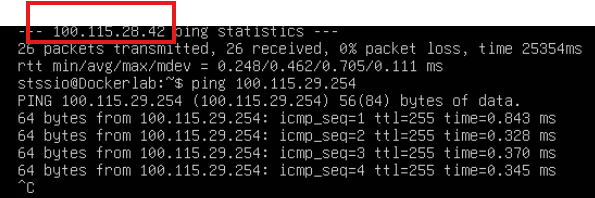 --- 100.115.28.42 ping statistics ---
26 packets transmitted, 26 received, 0% packet loss, time 25354ms
rtt min/avg/max/mdev = 0.248/0.462/0.705/0.111 ms
stssio@Dockerlab:~$ ping 100.115.29.254
PING 100.115.29.254 (100.115.29.254) 56(84) bytes of data.
64 bytes from 100.115.29.254: icmp_seq=1 ttl=255 time=0.843 ms
64 bytes from 100.115.29.254: icmp_seq=2 ttl=255 time=0.328 ms
64 bytes from 100.115.29.254: icmp_seq=3 ttl=255 time=0.370 ms
64 bytes from 100.115.29.254: icmp_seq=4 ttl=255 time=0.345 ms
^C